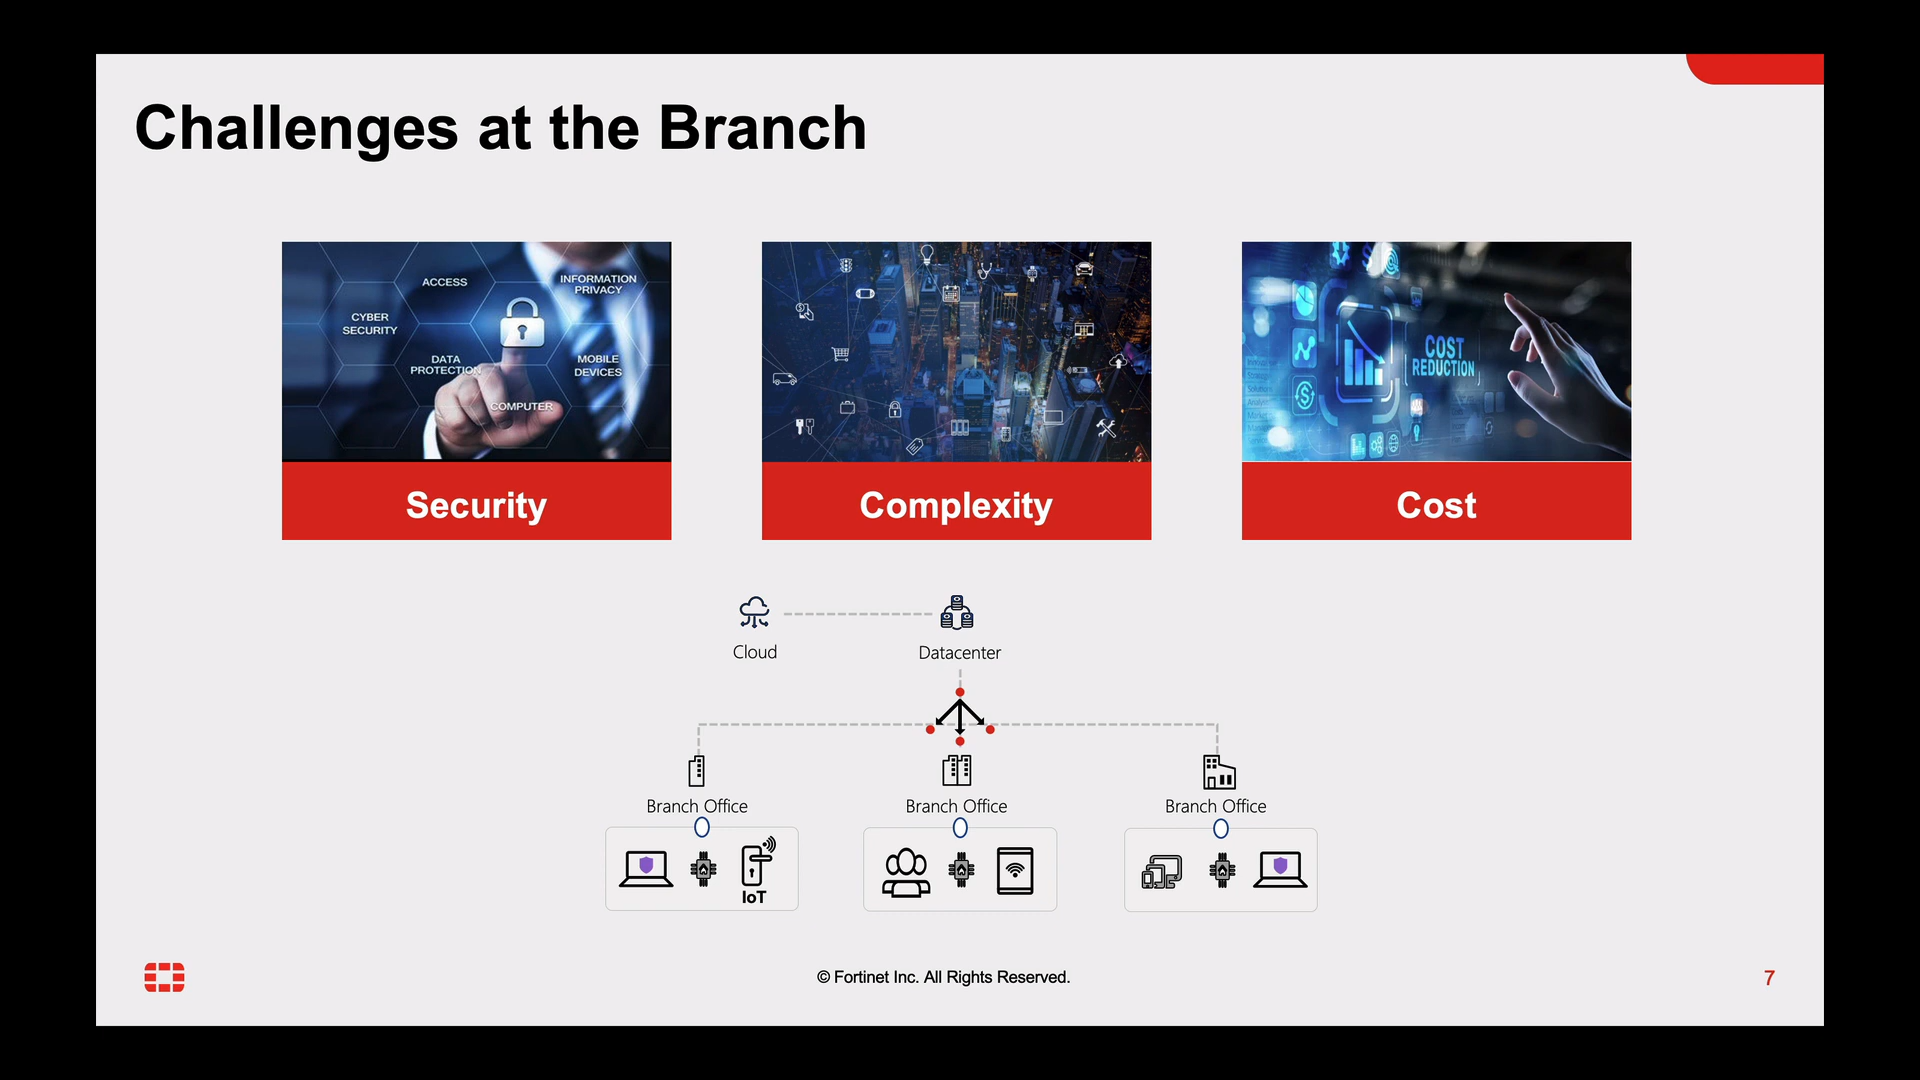 Challenges at the Branch
ACCESS
INFORMATION
PRIVACY
CYBER
SECURITY
DATA
PROTECTION
MOBILE
DEVICES
COMPUTER
COST
REDUCTION
Security
Complexity
Cost
Cloud
Datacenter
Branch Office
Branch Office
Branch Office
IoT
© Fortinet Inc. All Rights Reserved.
7